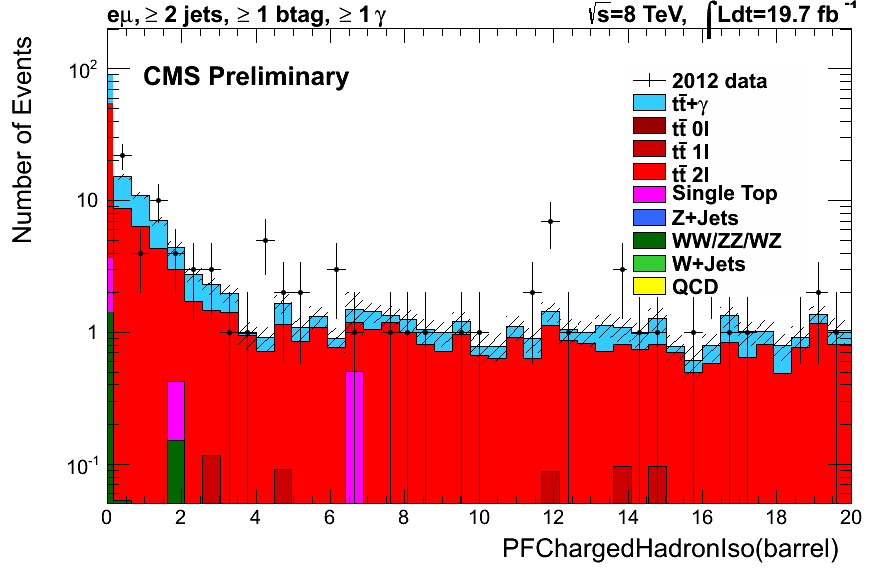 eμ, ≥ 2 jets, ≥ 1 btag, ≥ 1 γ
√s=8 TeV, ∫Ldt=19.7 fb⁻¹
CMS Preliminary
Number of Events
10²
10
1
10⁻¹
2012 data
tt̄+γ
tt̄ 0l
tt̄ 1l
tt̄ 2l
Single Top
Z+Jets
WW/ZZ/WZ
W+Jets
QCD
0 2 4 6 8 10 12 14 16 18 20
PFChargedHadronIso(barrel)